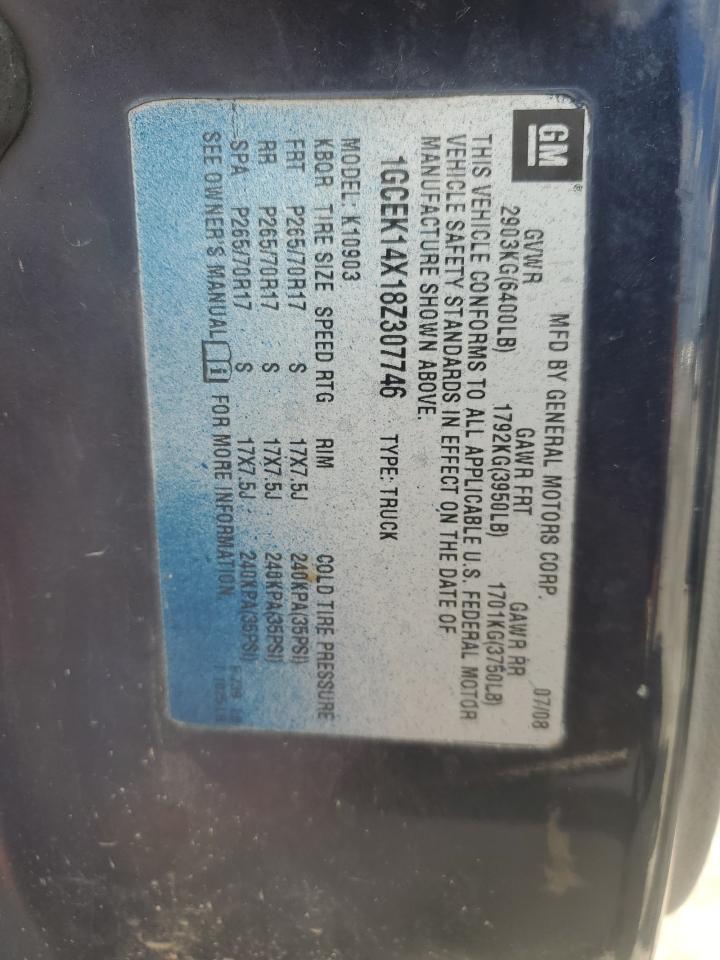 GM ®
MFD BY GENERAL MOTORS CORP. 07/08
GVWR GAWR FRT GAWR RR
2903KG(6400LB) 1792KG(3950LB) 1701KG(3750LB)
THIS VEHICLE CONFORMS TO ALL APPLICABLE U.S. FEDERAL MOTOR
VEHICLE SAFETY STANDARDS IN EFFECT ON THE DATE OF
MANUFACTURE SHOWN ABOVE.
1GCEK14X18Z307746 TYPE: TRUCK
MODEL: K10903
KBQR TIRE SIZE SPEED RTG RIM COLD TIRE PRESSURE
FRT P265/70R17 S 17X7.5J 240KPA(35PSI)
RR P265/70R17 S 17X7.5J 240KPA(35PSI)
SPA P265/70R17 S 17X7.5J 240KPA(35PSI)
SEE OWNER'S MANUAL i FOR MORE INFORMATION.